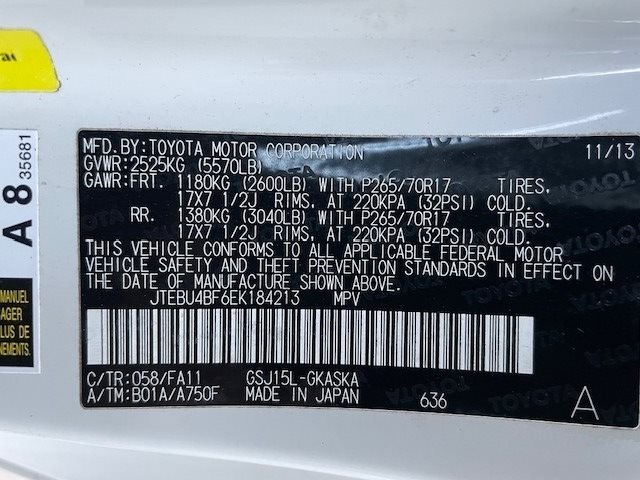 A 8 35681
MANUEL
AGER
LUS DE
NEMENTS.
MFD.BY:TOYOTA MOTOR CORPORATION 11/13
GVWR:2525KG (5570LB)
GAWR:FRT. 1180KG (2600LB) WITH P265/70R17 TIRES,
17X7 1/2J RIMS, AT 220KPA (32PSI) COLD.
RR. 1380KG (3040LB) WITH P265/70R17 TIRES,
17X7 1/2J RIMS, AT 220KPA (32PSI) COLD.
THIS VEHICLE CONFORMS TO ALL APPLICABLE FEDERAL MOTOR
VEHICLE SAFETY AND THEFT PREVENTION STANDARDS IN EFFECT ON
THE DATE OF MANUFACTURE SHOWN ABOVE.
JTEBU4BF6EK184213 MPV
C/TR:058/FA11 GSJ15L-GKASKA
A/TM:B01A/A750F MADE IN JAPAN 636 A